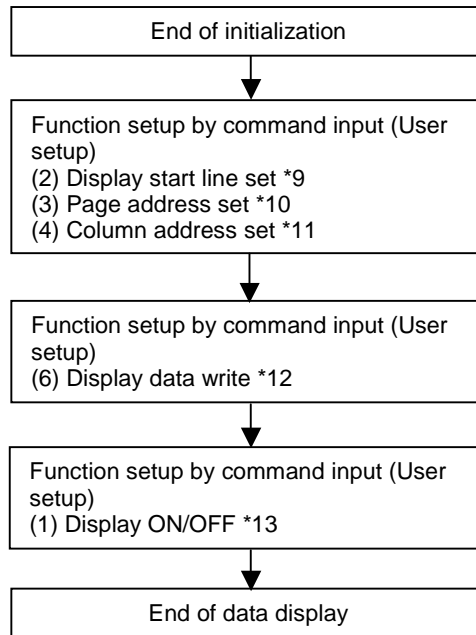 End of initialization
Function setup by command input (User
setup)
(2) Display start line set *9
(3) Page address set *10
(4) Column address set *11
Function setup by command input (User
setup)
(6) Display data write *12
Function setup by command input (User
setup)
(1) Display ON/OFF *13
End of data display